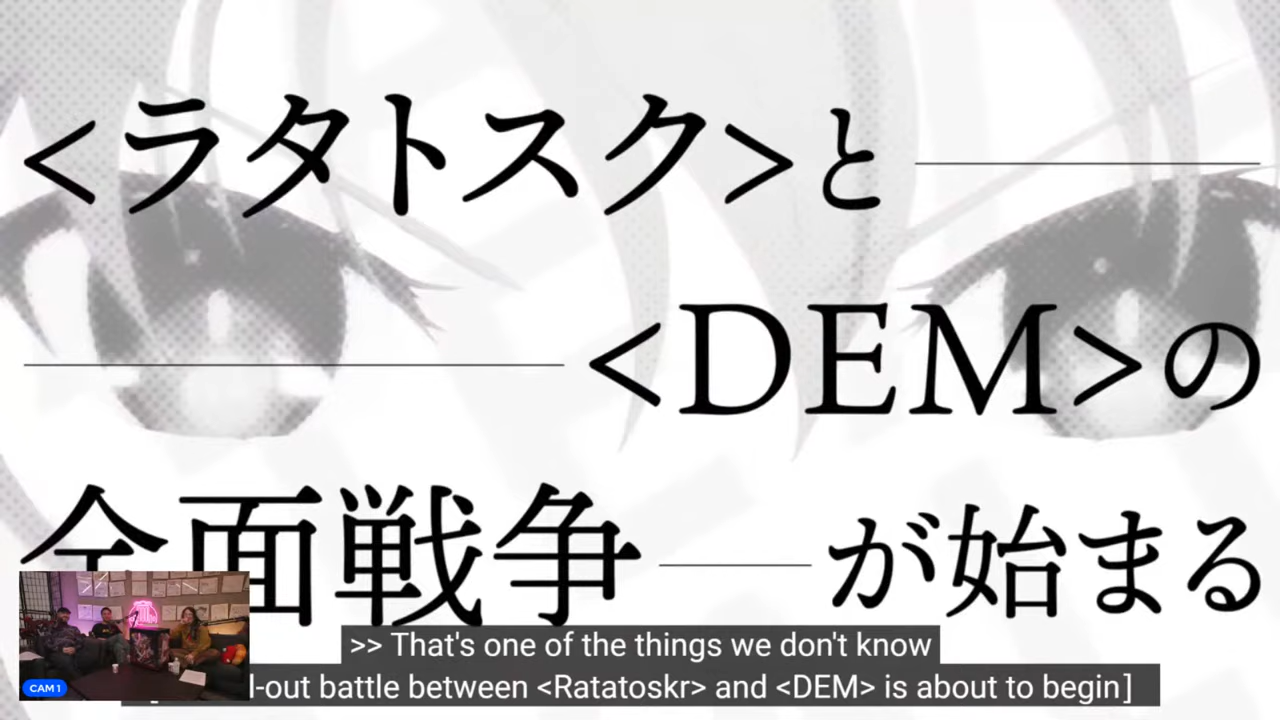 <ラタトスク>と
<DEM>の
全面戦争 が始まる
>> That's one of the things we don't know
l-out battle between <Ratatoskr> and <DEM> is about to begin]
CAM 1